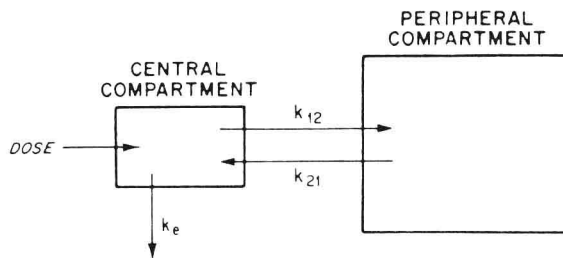 PERIPHERAL
COMPARTMENT
CENTRAL
COMPARTMENT
DOSE
k12
k21
ke